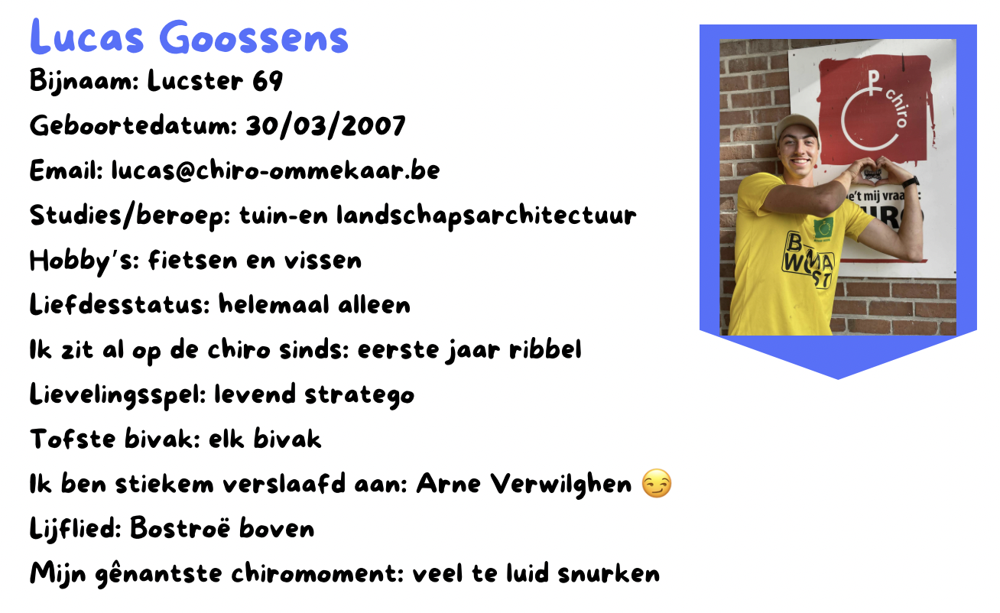 Lucas Goossens
Bijnaam: Lucster 69
Geboortedatum: 30/03/2007
Email: lucas@chiro-ommekaar.be
Studies/beroep: tuin-en landschapsarchitectuur
Hobby's: fietsen en vissen
Liefdesstatus: helemaal alleen
Ik zit al op de chiro sinds: eerste jaar ribbel
Lievelingsspel: levend stratego
Tofste bivak: elk bivak
Ik ben stiekem verslaafd aan: Arne Verwilghen 😏
Lijflied: Bostroë boven
Mijn gênantste chiromoment: veel te luid snurken
chiro
mij